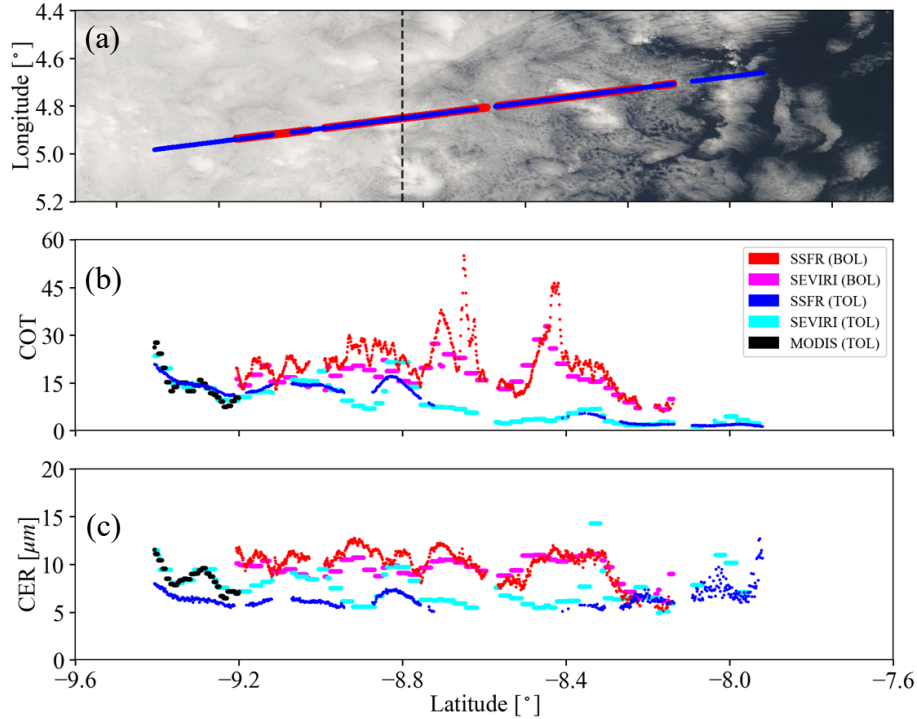 (a)
Longitude [°]
4.4
4.6
4.8
5.0
5.2
(b)
COT
60
45
30
15
0
SSFR (BOL)
SEVIRI (BOL)
SSFR (TOL)
SEVIRI (TOL)
MODIS (TOL)
(c)
CER [μm]
20
15
10
5
0
−9.6 −9.2 −8.8 −8.4 −8.0 −7.6
Latitude [°]